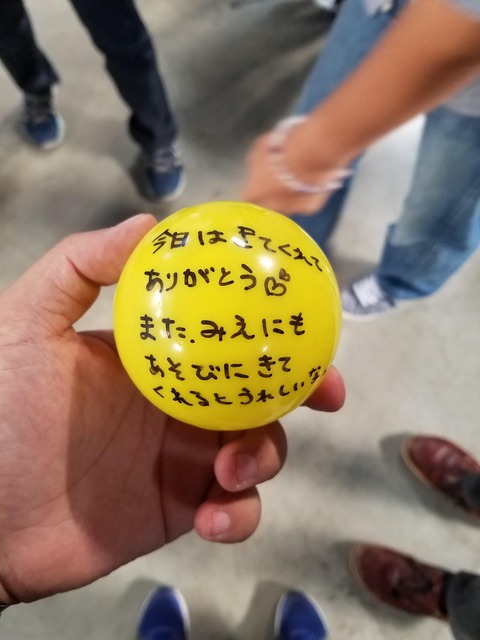 今日はきてくれて
ありがとう
また、みえにも
あそびにきて
くれるとうれしいな